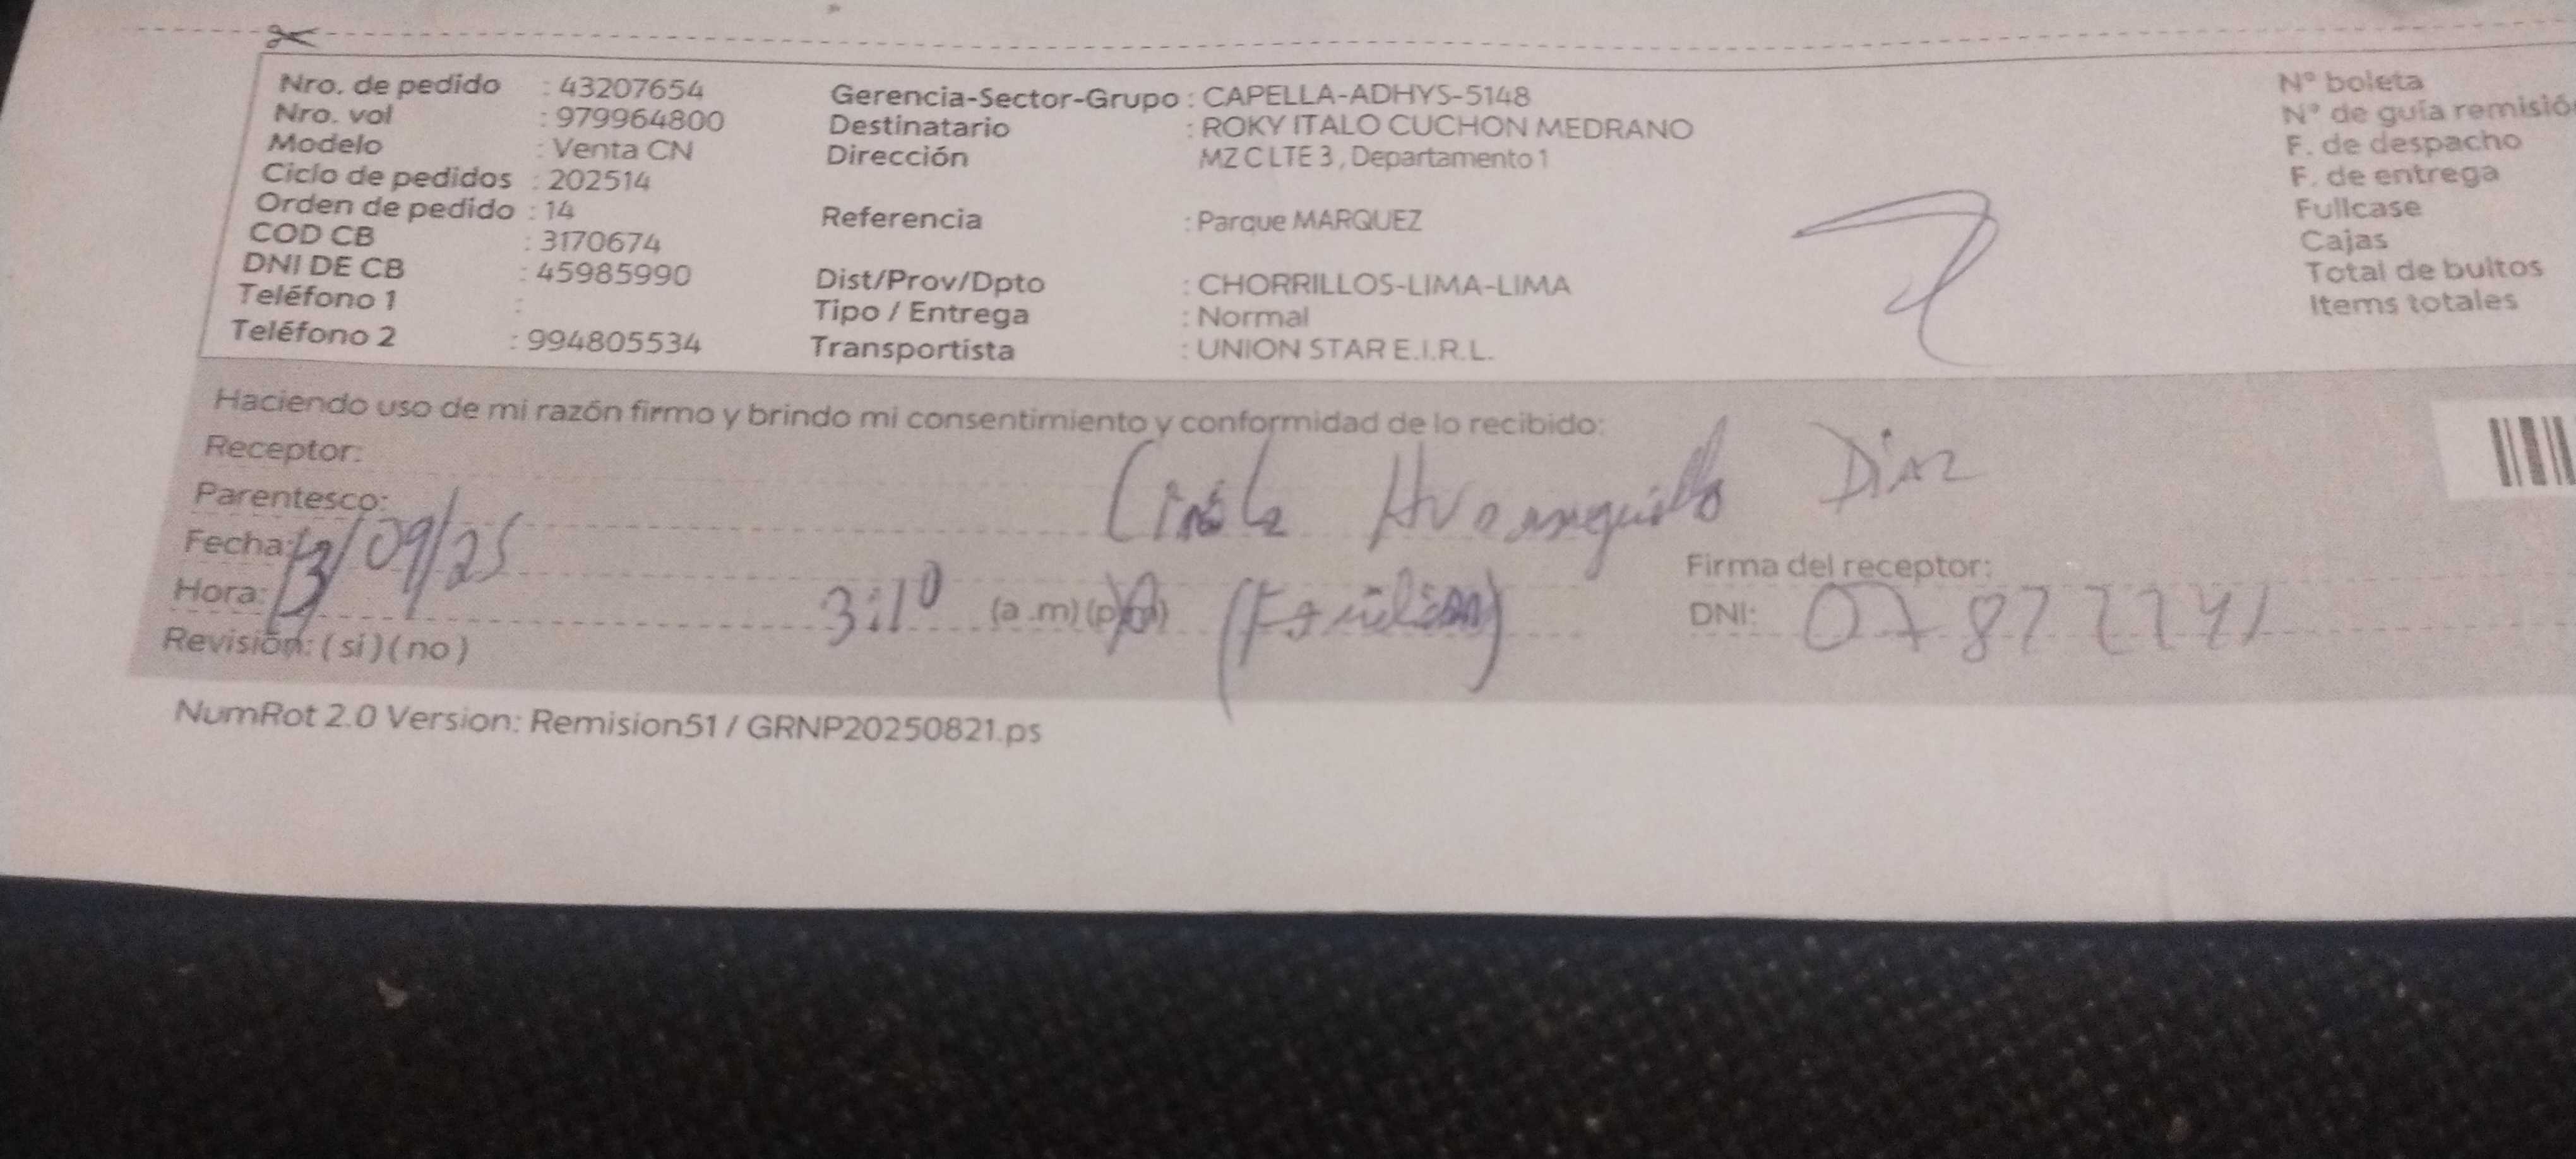 Nro. de pedido : 43207654
Nro. vol : 979964800
Modelo : Venta CN
Ciclo de pedidos : 202514
Orden de pedido : 14
COD CB : 3170674
DNI DE CB : 45985990
Teléfono 1 :
Teléfono 2 : 994805534
Gerencia-Sector-Grupo : CAPELLA-ADHYS-5148
Destinatario : ROKY ITALO CUCHON MEDRANO
Dirección MZ C LTE 3 , Departamento 1
Referencia : Parque MARQUEZ
Dist/Prov/Dpto : CHORRILLOS-LIMA-LIMA
Tipo / Entrega : Normal
Transportista : UNION STAR E.I.R.L.
N° boleta
N° de guía remisió
F. de despacho
F. de entrega
Fullcase
Cajas
Total de bultos
Items totales
Haciendo uso de mi razón firmo y brindo mi consentimiento y conformidad de lo recibido:
Receptor: Diaz
Parentesco:
Fecha: /09/25
Hora: 3:10 (a .m) (p
Revisión: ( si ) ( no )
Firma del receptor:
DNI:
NumRot 2.0 Version: Remision51 / GRNP20250821.ps